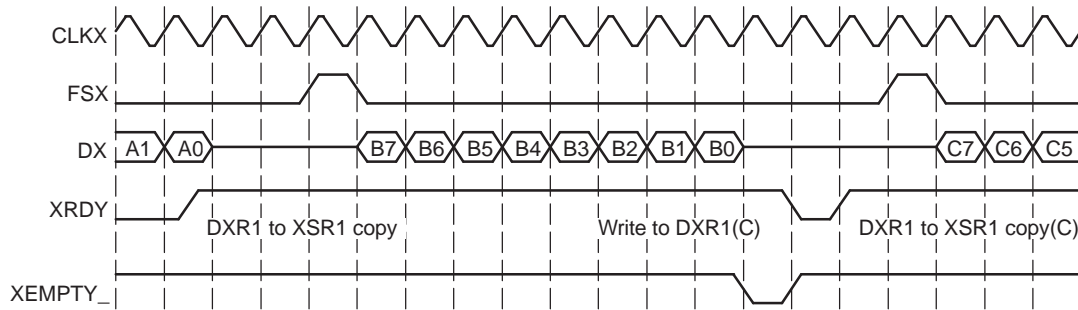 CLKX
FSX
DX A1 A0 B7 B6 B5 B4 B3 B2 B1 B0 C7 C6 C5
XRDY
DXR1 to XSR1 copy Write to DXR1(C) DXR1 to XSR1 copy(C)
XEMPTY_